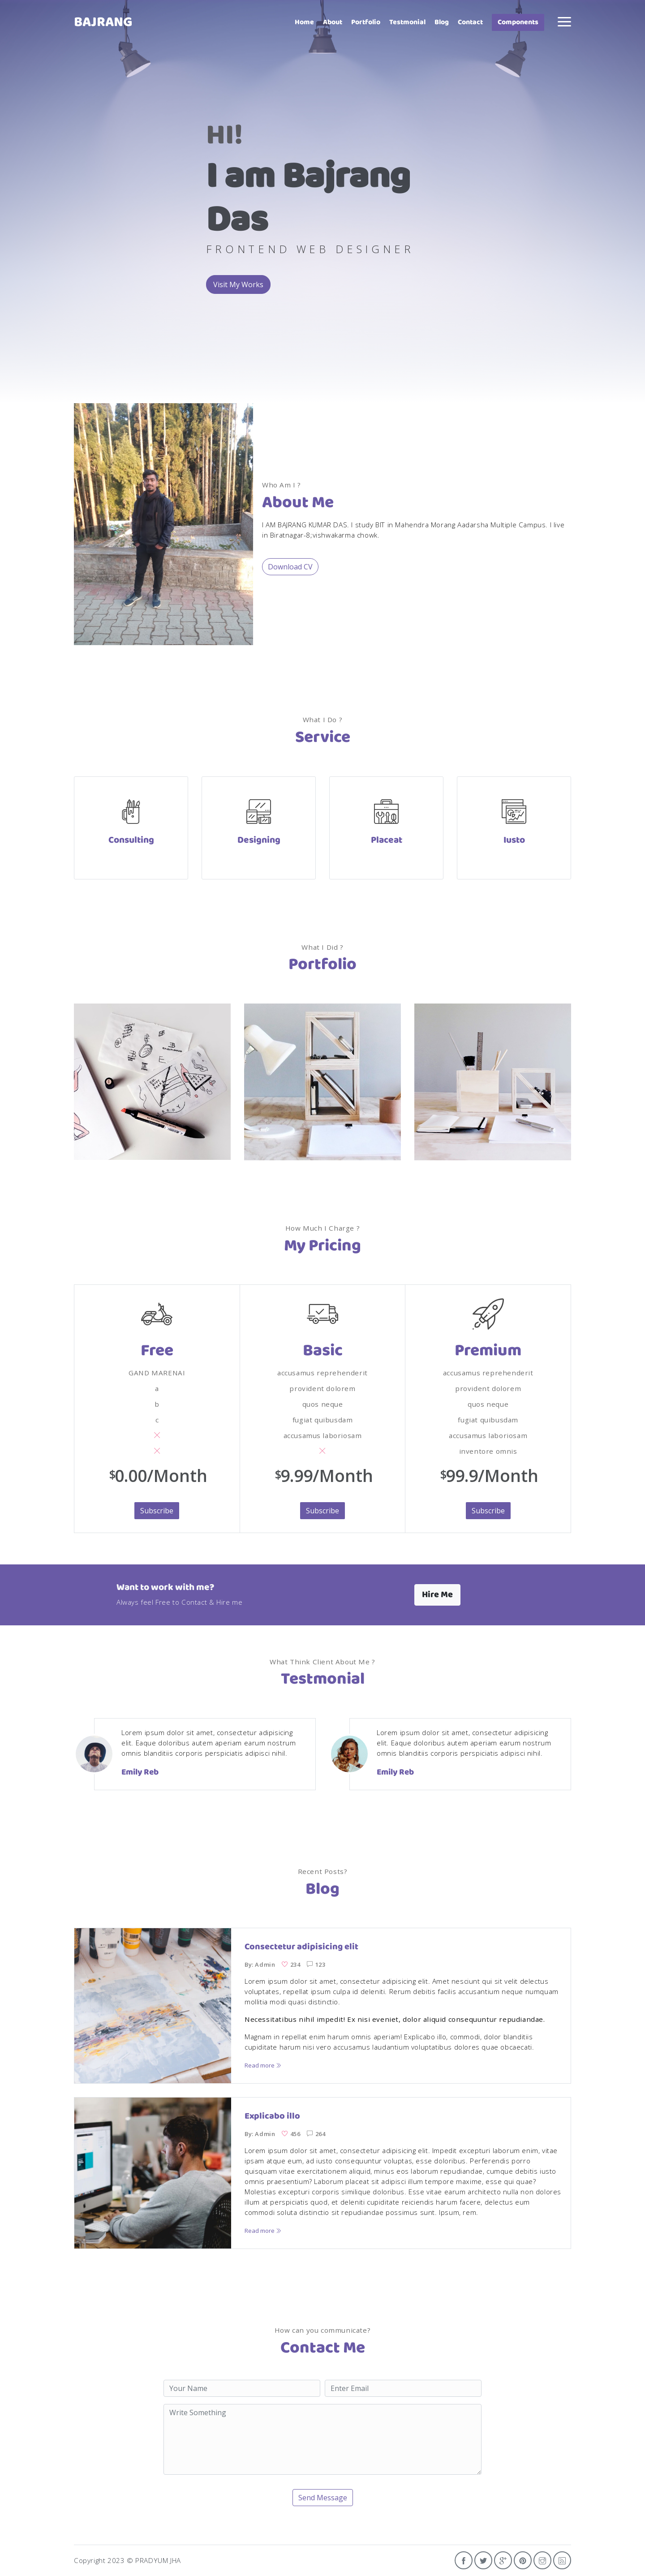 BAJRANG
Home About Portfolio Testmonial Blog Contact Components
HI!
I am Bajrang
Das
FRONTEND WEB DESIGNER
Visit My Works
Who Am I ?
About Me
I AM BAJRANG KUMAR DAS. I study BIT in Mahendra Morang Aadarsha Multiple Campus. I live
in Biratnagar-8,vishwakarma chowk.
Download CV
What I Do ?
Service
Consulting
Designing
Placeat
Iusto
What I Did ?
Portfolio
How Much I Charge ?
My Pricing
Free
GAND MARENAI
a
b
c
$0.00/Month
Subscribe
Basic
accusamus reprehenderit
provident dolorem
quos neque
fugiat quibusdam
accusamus laboriosam
$9.99/Month
Subscribe
Premium
accusamus reprehenderit
provident dolorem
quos neque
fugiat quibusdam
accusamus laboriosam
inventore omnis
$99.9/Month
Subscribe
Want to work with me?
Always feel Free to Contact & Hire me
Hire Me
What Think Client About Me ?
Testmonial
Lorem ipsum dolor sit amet, consectetur adipisicing
elit. Eaque doloribus autem aperiam earum nostrum
omnis blanditiis corporis perspiciatis adipisci nihil.
Emily Reb
Lorem ipsum dolor sit amet, consectetur adipisicing
elit. Eaque doloribus autem aperiam earum nostrum
omnis blanditiis corporis perspiciatis adipisci nihil.
Emily Reb
Recent Posts?
Blog
Consectetur adipisicing elit
By: Admin 234 123
Lorem ipsum dolor sit amet, consectetur adipisicing elit. Amet nesciunt qui sit velit delectus
voluptates, repellat ipsum culpa id deleniti. Rerum debitis facilis accusantium neque numquam
mollitia modi quasi distinctio.
Necessitatibus nihil impedit! Ex nisi eveniet, dolor aliquid consequuntur repudiandae.
Magnam in repellat enim harum omnis aperiam! Explicabo illo, commodi, dolor blanditiis
cupiditate harum nisi vero accusamus laudantium voluptatibus dolores quae obcaecati.
Read more
Explicabo illo
By: Admin 456 264
Lorem ipsum dolor sit amet, consectetur adipisicing elit. Impedit excepturi laborum enim, vitae
ipsam atque eum, ad iusto consequuntur voluptas, esse doloribus. Perferendis porro
quisquam vitae exercitationem aliquid, minus eos laborum repudiandae, cumque debitis iusto
omnis praesentium? Laborum placeat sit adipisci illum tempore maxime, esse qui quae?
Molestias excepturi corporis similique doloribus. Esse vitae earum architecto nulla non dolores
illum at perspiciatis quod, et deleniti cupiditate reiciendis harum facere, delectus eum
commodi soluta distinctio sit repudiandae possimus sunt. Ipsum, rem.
Read more
How can you communicate?
Contact Me
Your Name
Enter Email
Write Something
Send Message
Copyright 2023 © PRADYUM JHA